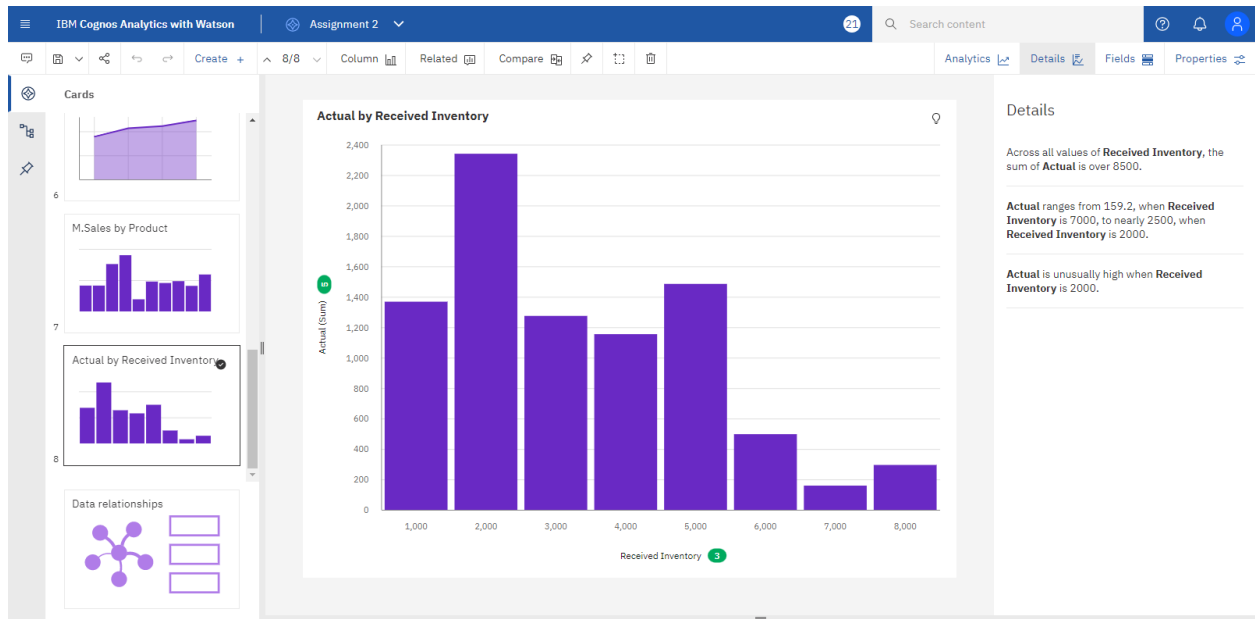 IBM Cognos Analytics with Watson
Assignment 2
21
Search content
Create +
8/8
Column
Related
Compare
Analytics
Details
Fields
Properties
Cards
6
M.Sales by Product
7
Actual by Received Inventory
8
Data relationships
Actual by Received Inventory
2,400
2,200
2,000
1,800
1,600
1,400
1,200
1,000
800
600
400
200
0
Actual (Sum) 5
1,000 2,000 3,000 4,000 5,000 6,000 7,000 8,000
Received Inventory 3
Details
Across all values of Received Inventory, the
sum of Actual is over 8500.
Actual ranges from 159.2, when Received
Inventory is 7000, to nearly 2500, when
Received Inventory is 2000.
Actual is unusually high when Received
Inventory is 2000.